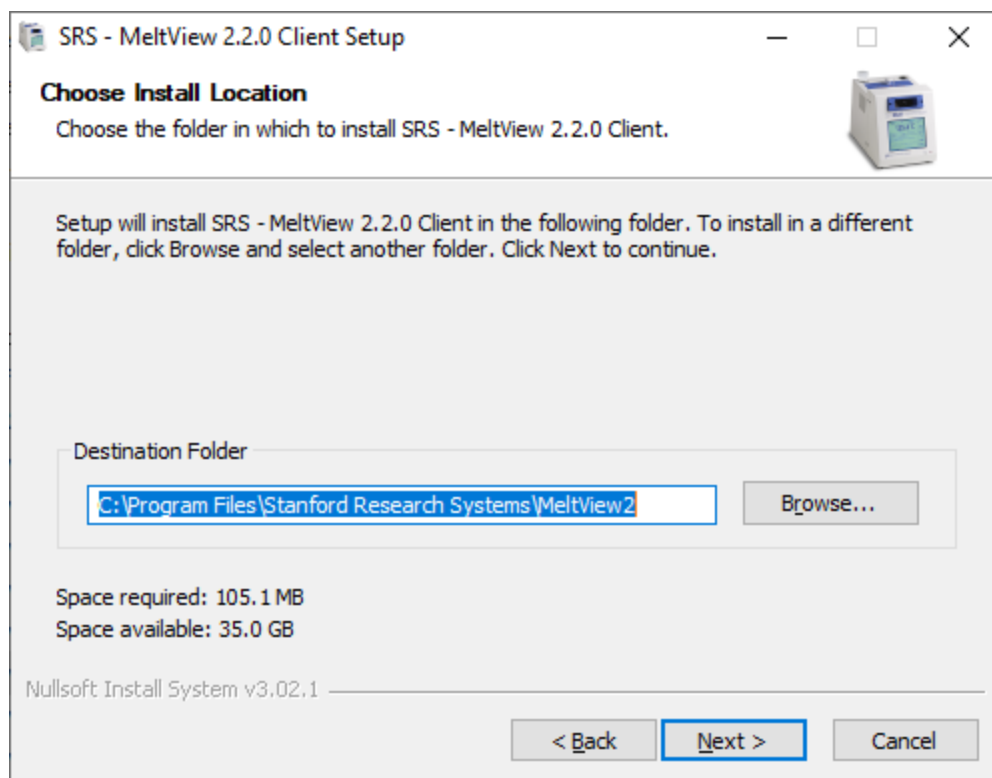 SRS - MeltView 2.2.0 Client Setup
Choose Install Location
Choose the folder in which to install SRS - MeltView 2.2.0 Client.
Setup will install SRS - MeltView 2.2.0 Client in the following folder. To install in a different
folder, click Browse and select another folder. Click Next to continue.
Destination Folder
C:\Program Files\Stanford Research Systems\MeltView2
Browse...
Space required: 105.1 MB
Space available: 35.0 GB
Nullsoft Install System v3.02.1
< Back
Next >
Cancel